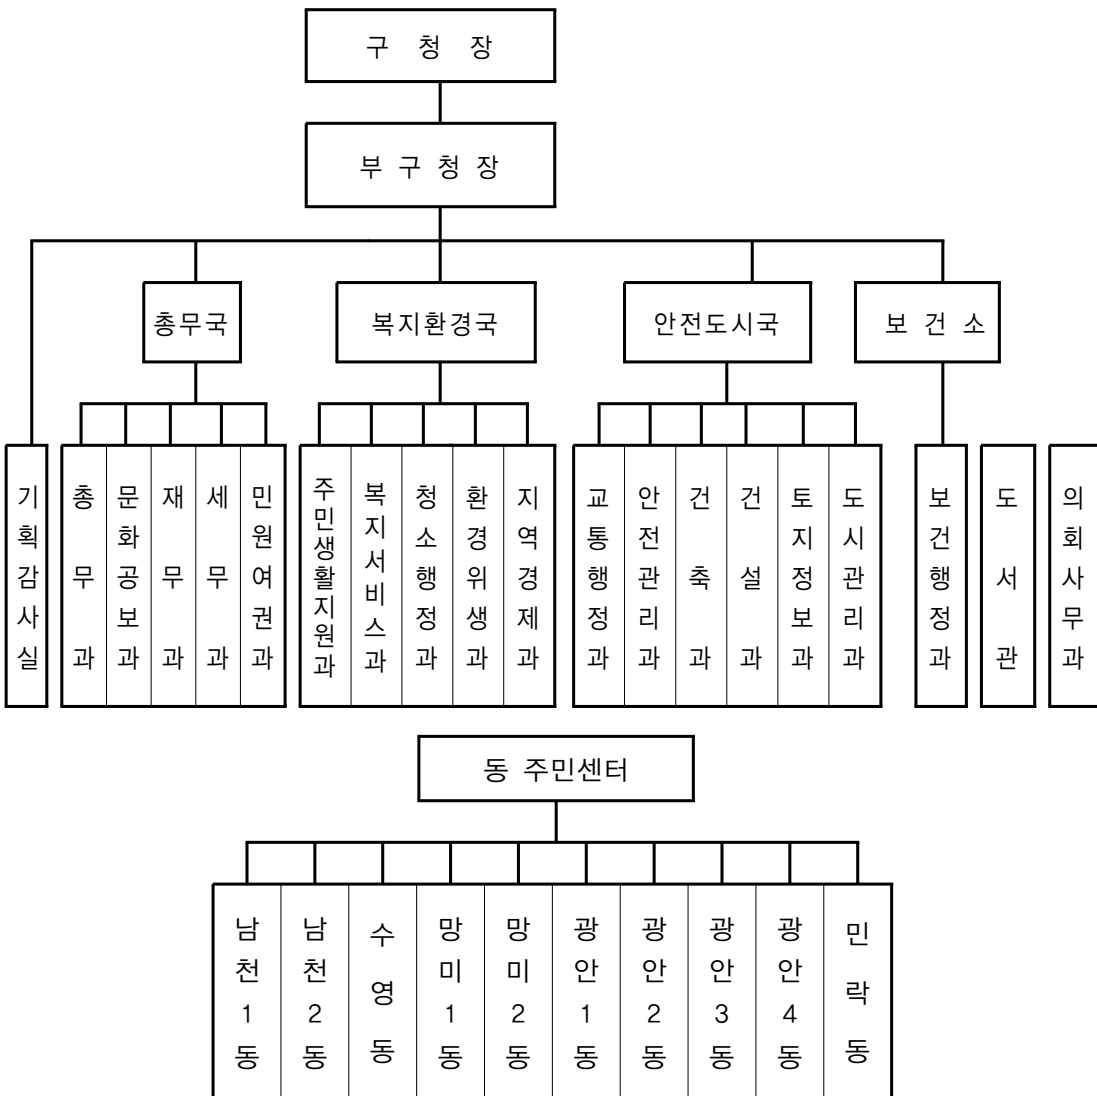 구 청 장
부 구 청 장
총무국
복지환경국
안전도시국
보 건 소
기획감사실
총무과
문화공보과
재무과
세무과
민원여권과
주민생활지원과
복지서비스과
청소행정과
환경위생과
지역경제과
교통행정과
안전관리과
건축과
건설과
토지정보과
도시관리과
보건행정과
도서관
의회사무과
동 주민센터
남천1동
남천2동
수영동
망미1동
망미2동
광안1동
광안2동
광안3동
광안4동
민락동